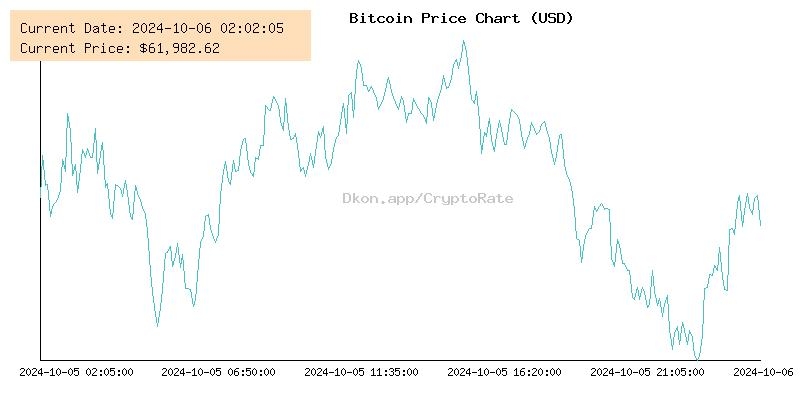 Bitcoin Price Chart (USD)
Current Date: 2024-10-06 02:02:05
Current Price: $61,982.62
Dkon.app/CryptoRate
2024-10-05 02:05:00 2024-10-05 06:50:00 2024-10-05 11:35:00 2024-10-05 16:20:00 2024-10-05 21:05:00 2024-10-06